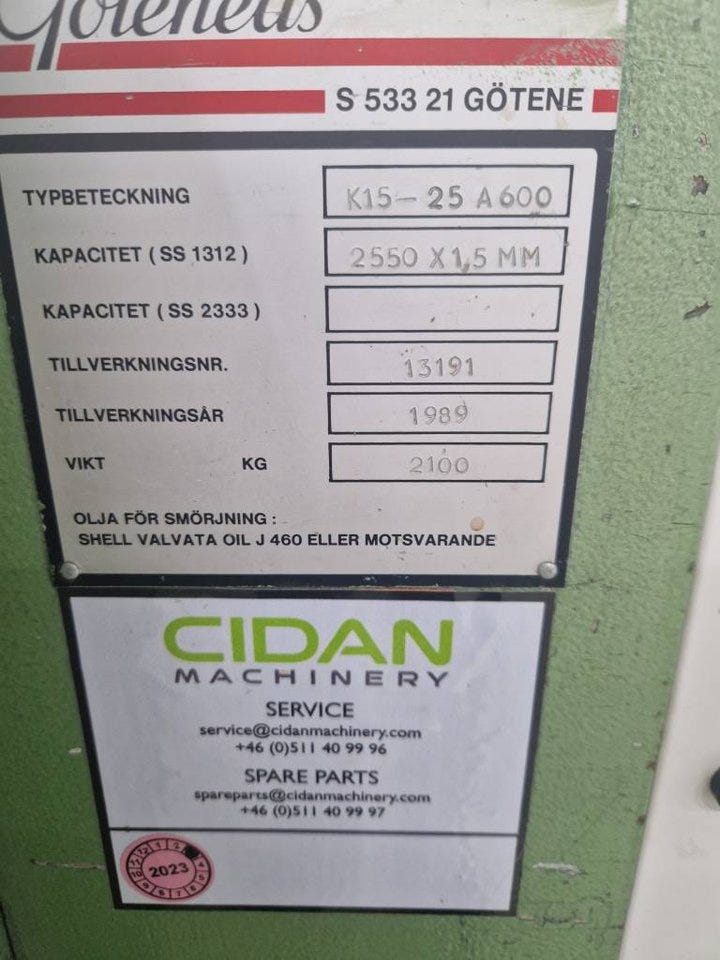 Göteneds
S 533 21 GÖTENE
TYPBETECKNING K15-25 A600
KAPACITET ( SS 1312 ) 2550 X 1,5 MM
KAPACITET ( SS 2333 )
TILLVERKNINGSNR. 13191
TILLVERKNINGSÅR 1989
VIKT KG 2100
OLJA FÖR SMÖRJNING :
SHELL VALVATA OIL J 460 ELLER MOTSVARANDE
CIDAN
MACHINERY
SERVICE
service@cidanmachinery.com
+46 (0)511 40 99 96
SPARE PARTS
spareparts@cidanmachinery.com
+46 (0)511 40 99 97
2023